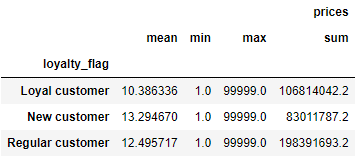 prices
mean min max sum
loyalty_flag
Loyal customer 10.386336 1.0 99999.0 106814042.2
New customer 13.294670 1.0 99999.0 83011787.2
Regular customer 12.495717 1.0 99999.0 198391693.2